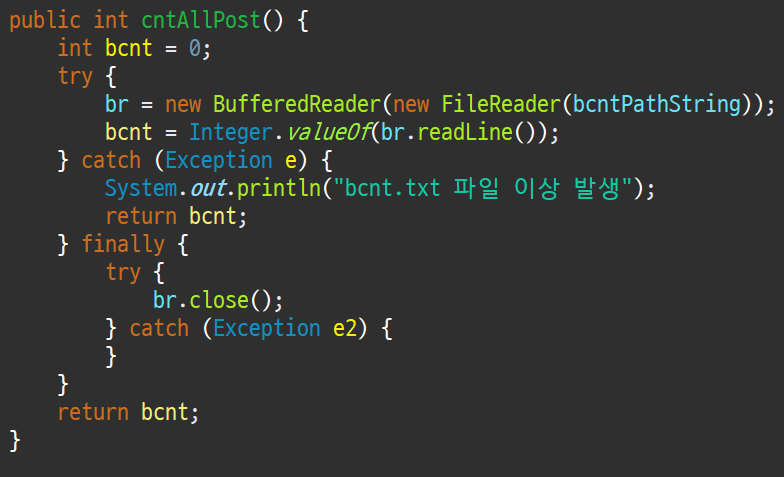 public int cntAllPost() {
    int bcnt = 0;
    try {
        br = new BufferedReader(new FileReader(bcntPathString));
        bcnt = Integer.valueOf(br.readLine());
    } catch (Exception e) {
        System.out.println("bcnt.txt 파일 이상 발생");
        return bcnt;
    } finally {
        try {
            br.close();
        } catch (Exception e2) {
        }
    }
    return bcnt;
}